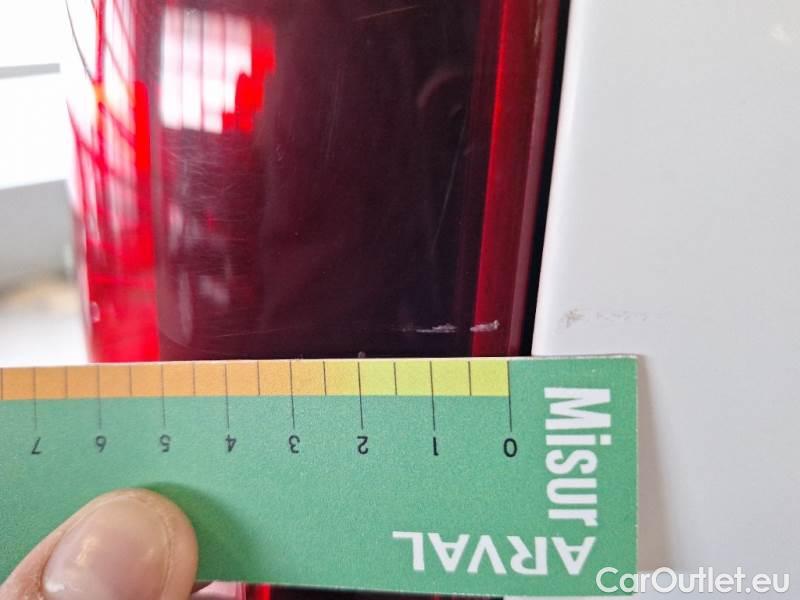 7 6 5 4 3 2 1 0
Misur
ARVAL
CarOutlet.eu